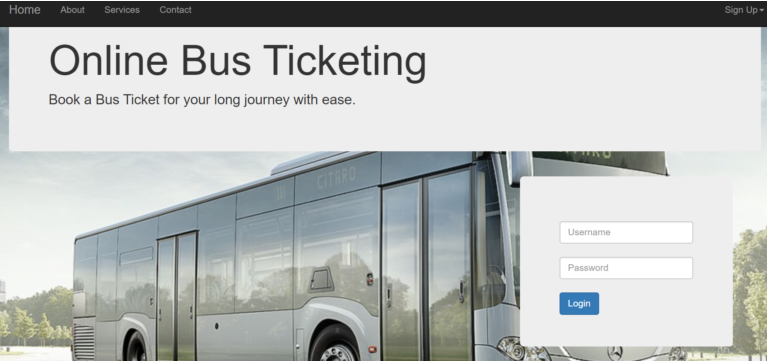 Home About Services Contact Sign Up
Online Bus Ticketing
Book a Bus Ticket for your long journey with ease.
CITARO
Username
Password
Login